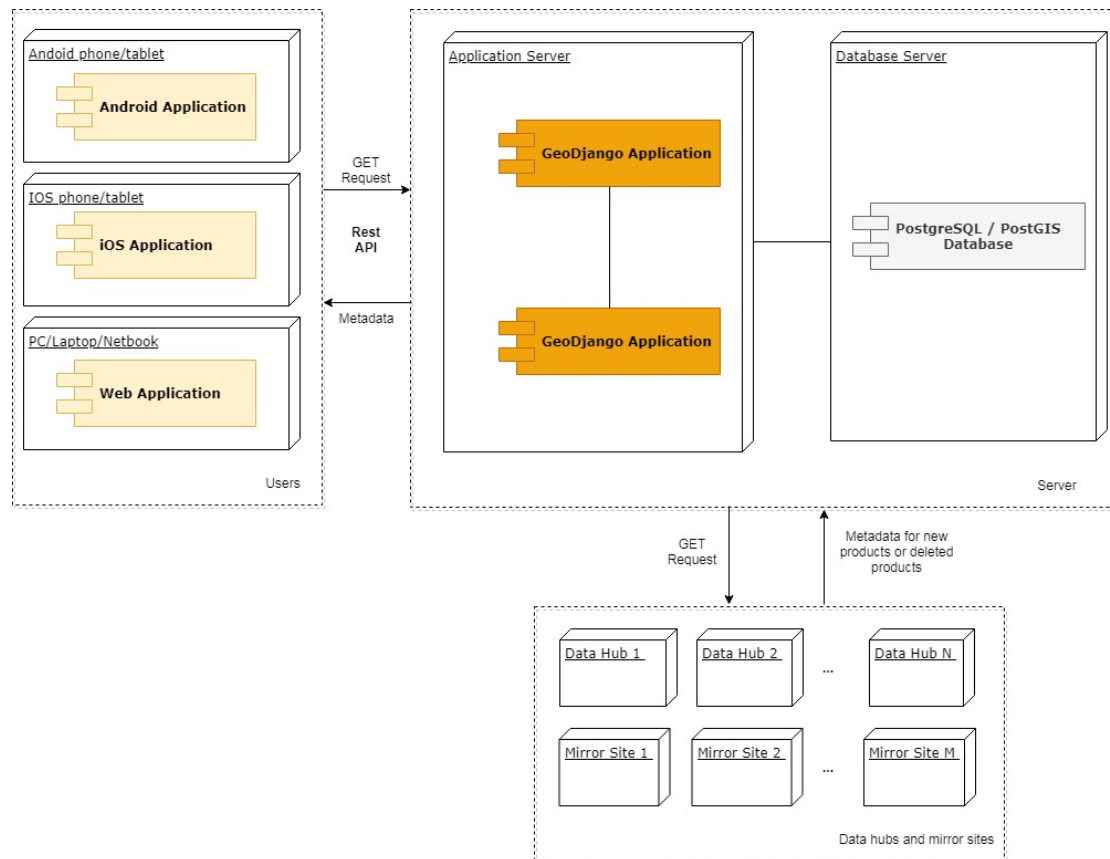 Andoid phone/tablet
Android Application
IOS phone/tablet
iOS Application
PC/Laptop/Netbook
Web Application
Users
GET
Request
Rest
API
Metadata
Application Server
GeoDjango Application
GeoDjango Application
Database Server
PostgreSQL / PostGIS
Database
Server
GET
Request
Metadata for new
products or deleted
products
Data Hub 1
Data Hub 2
...
Data Hub N
Mirror Site 1
Mirror Site 2
...
Mirror Site M
Data hubs and mirror sites